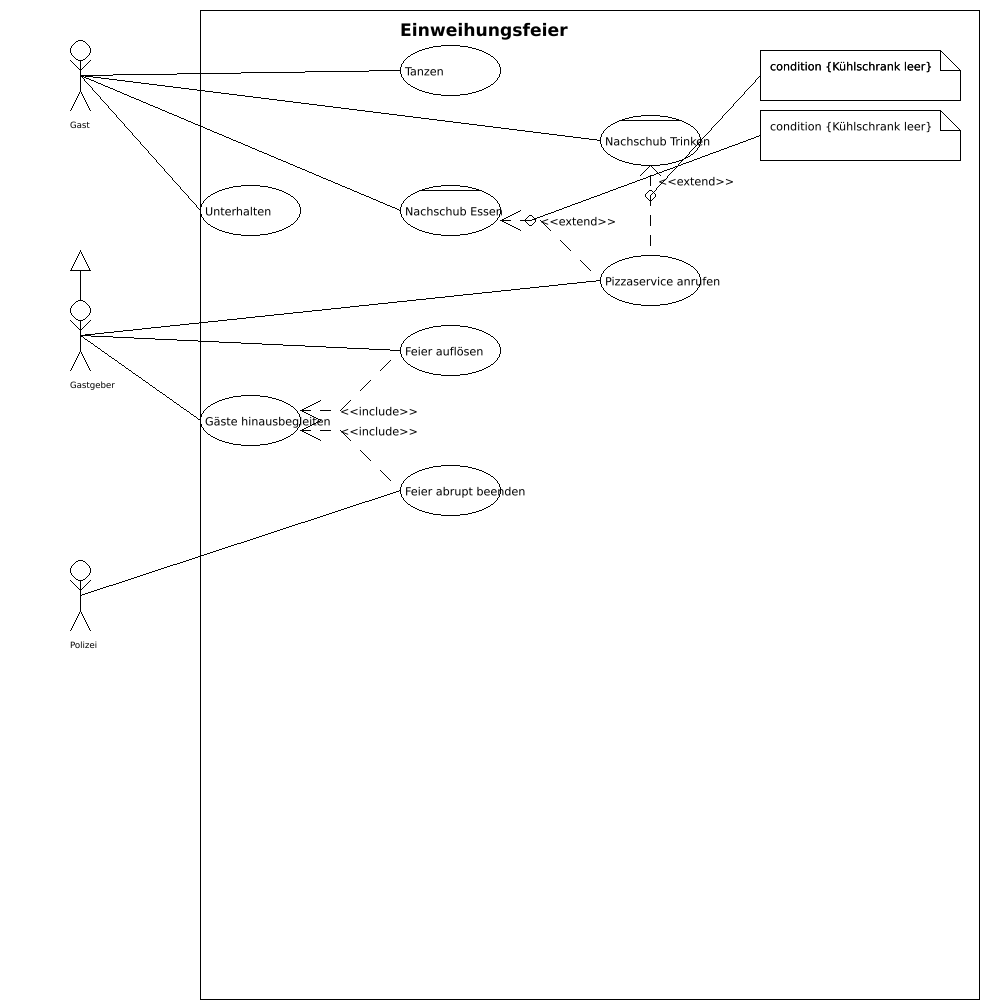 Einweihungsfeier
Tanzen
condition {Kühlschrank leer}
Gast
condition {Kühlschrank leer}
Nachschub Trinken
<<extend>>
Unterhalten
Nachschub Essen
<<extend>>
Pizzaservice anrufen
Feier auflösen
Gastgeber
<<include>>
Gäste hinausbegleiten
<<include>>
Feier abrupt beenden
Polizei